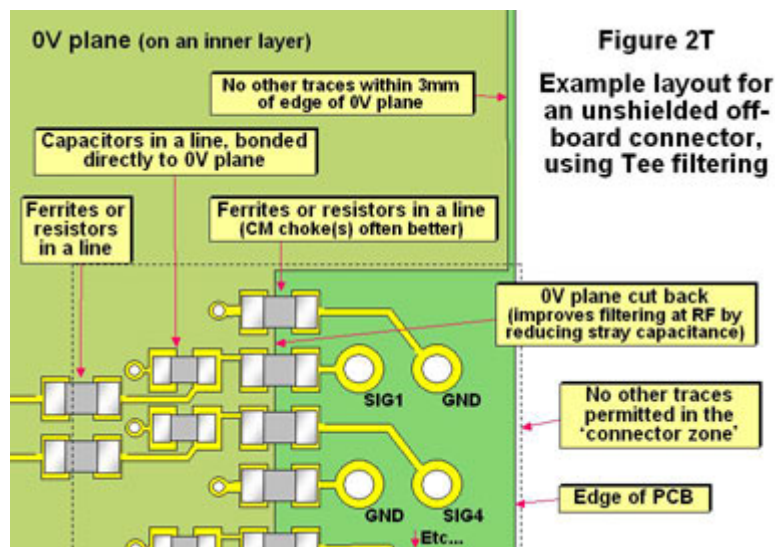 0V plane (on an inner layer)
Figure 2T
Example layout for
an unshielded off-
board connector,
using Tee filtering
No other traces within 3mm
of edge of 0V plane
Capacitors in a line, bonded
directly to 0V plane
Ferrites or
resistors
in a line
Ferrites or resistors in a line
(CM choke(s) often better)
0V plane cut back
(improves filtering at RF by
reducing stray capacitance)
SIG1
GND
No other traces
permitted in the
‘connector zone’
Edge of PCB
GND
SIG4
Etc...